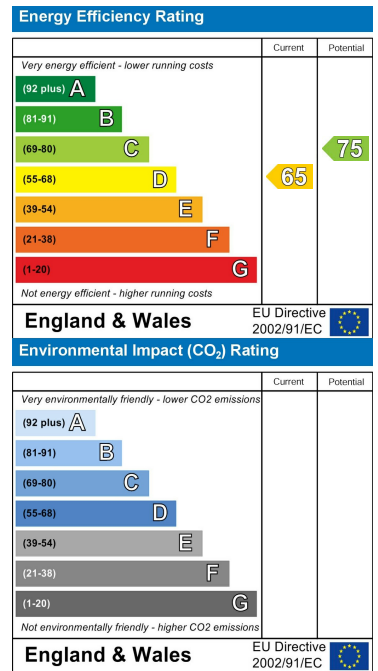 Energy Efficiency Rating
Current Potential
Very energy efficient - lower running costs
(92 plus) A
(81-91) B
(69-80) C 75
(55-68) D 65
(39-54) E
(21-38) F
(1-20) G
Not energy efficient - higher running costs
England & Wales EU Directive
2002/91/EC
Environmental Impact (CO₂) Rating
Current Potential
Very environmentally friendly - lower CO2 emissions
(92 plus) A
(81-91) B
(69-80) C
(55-68) D
(39-54) E
(21-38) F
(1-20) G
Not environmentally friendly - higher CO2 emissions
England & Wales EU Directive
2002/91/EC